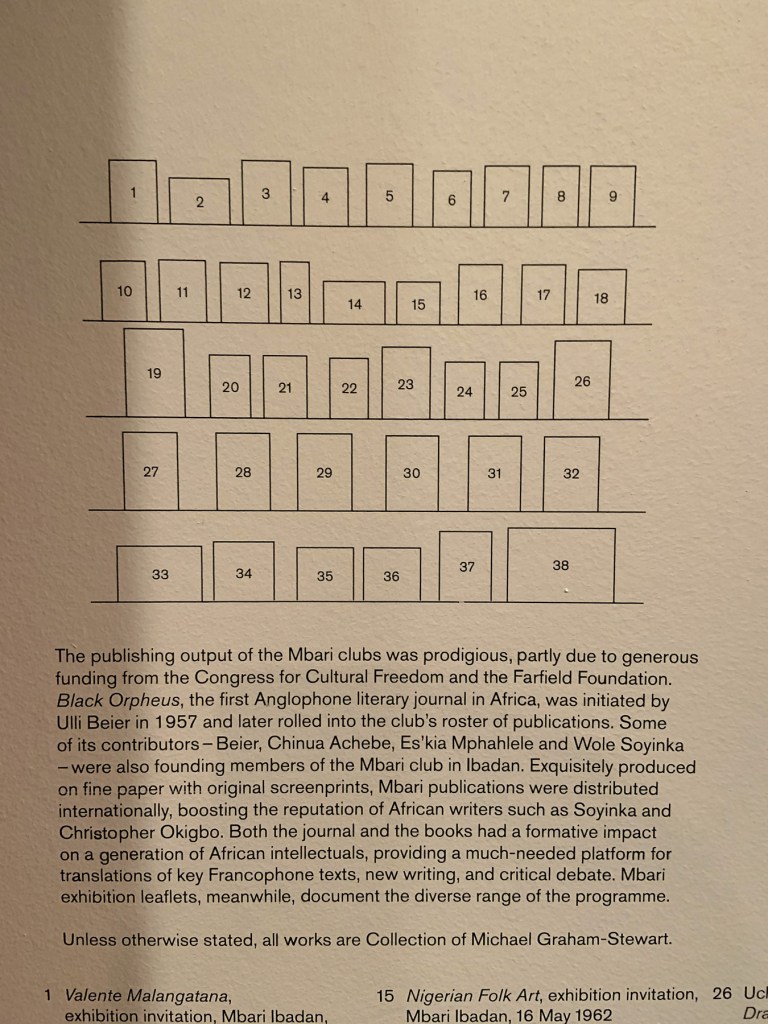 1 2 3 4 5 6 7 8 9
10 11 12 13 14 15 16 17 18
19 20 21 22 23 24 25 26
27 28 29 30 31 32
33 34 35 36 37 38
The publishing output of the Mbari clubs was prodigious, partly due to generous
funding from the Congress for Cultural Freedom and the Farfield Foundation.
Black Orpheus, the first Anglophone literary journal in Africa, was initiated by
Ulli Beier in 1957 and later rolled into the club's roster of publications. Some
of its contributors – Beier, Chinua Achebe, Es'kia Mphahlele and Wole Soyinka
– were also founding members of the Mbari club in Ibadan. Exquisitely produced
on fine paper with original screenprints, Mbari publications were distributed
internationally, boosting the reputation of African writers such as Soyinka and
Christopher Okigbo. Both the journal and the books had a formative impact
on a generation of African intellectuals, providing a much-needed platform for
translations of key Francophone texts, new writing, and critical debate. Mbari
exhibition leaflets, meanwhile, document the diverse range of the programme.
Unless otherwise stated, all works are Collection of Michael Graham-Stewart.
1 Valente Malangatana,
exhibition invitation, Mbari Ibadan,
15 Nigerian Folk Art, exhibition invitation,
Mbari Ibadan, 16 May 1962
26